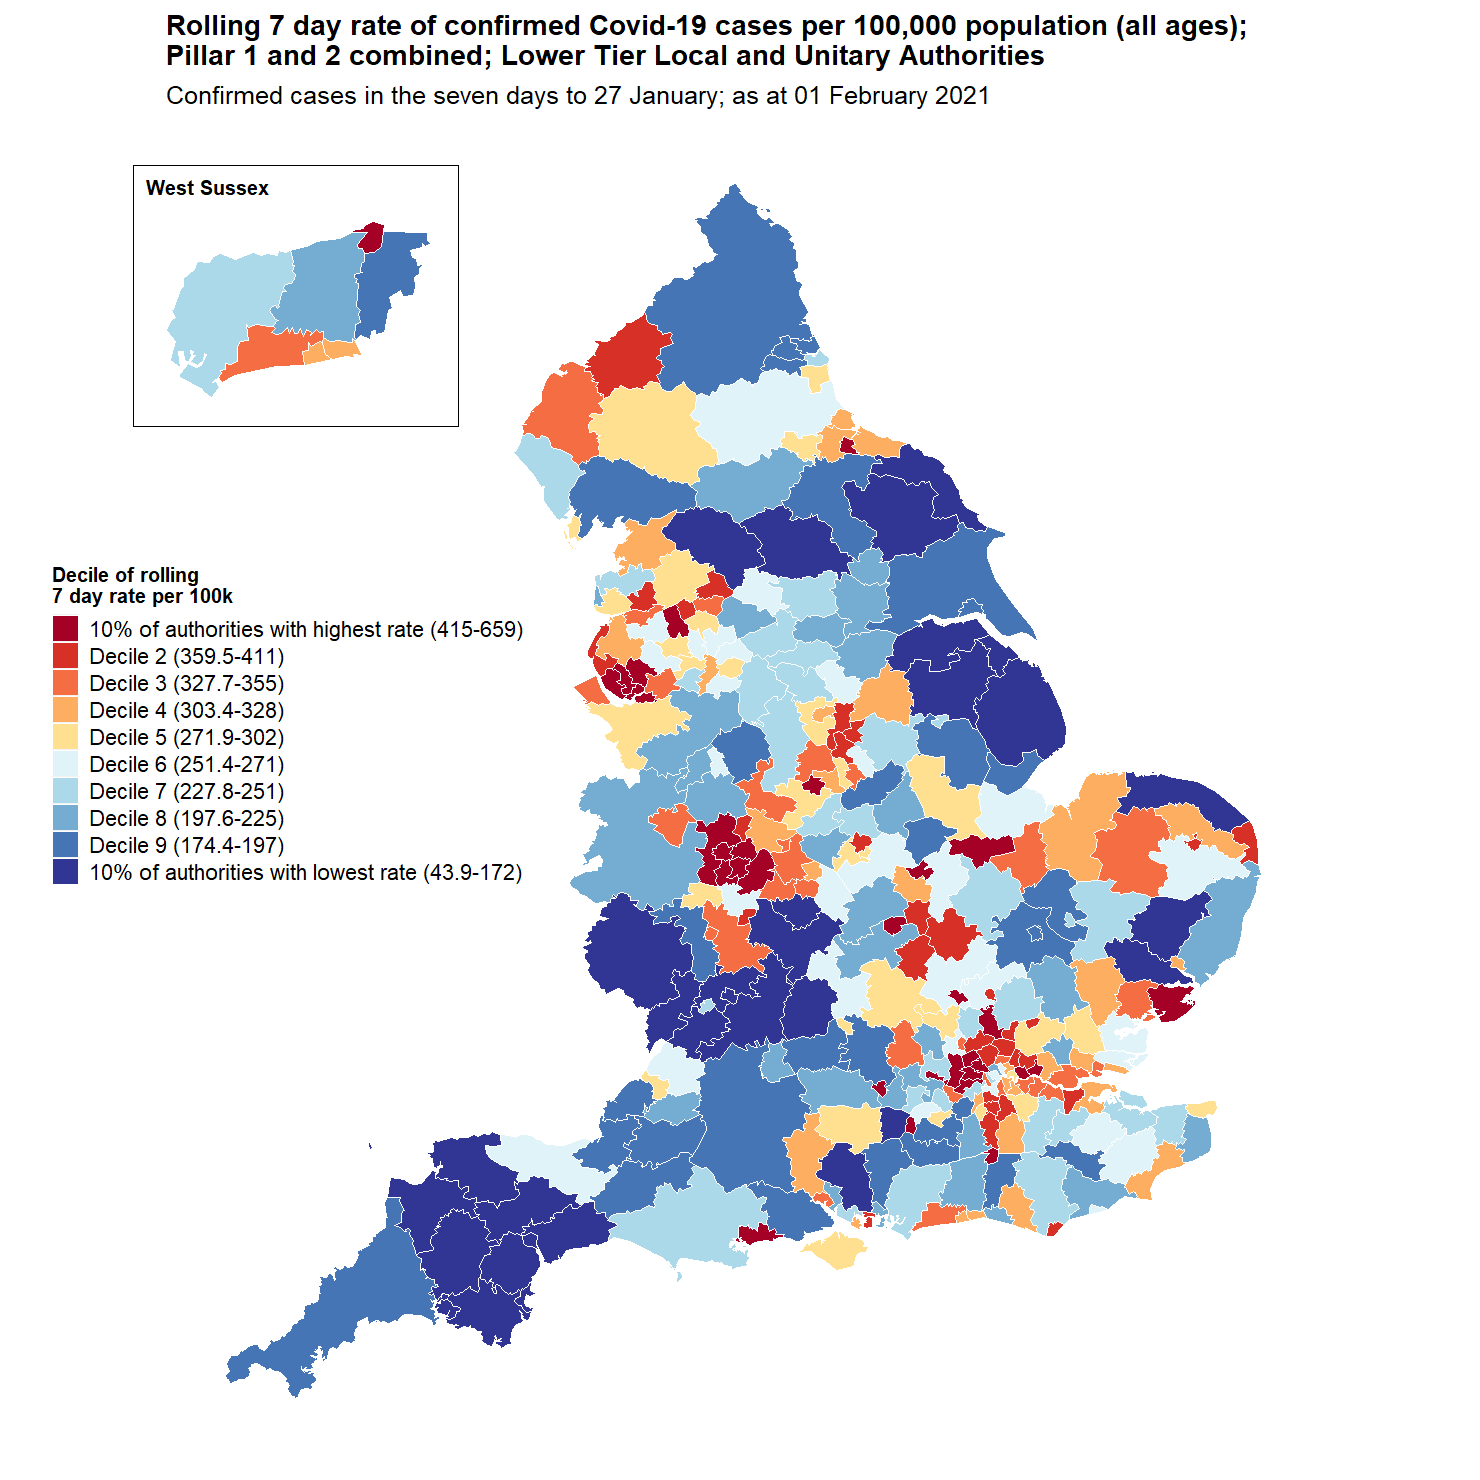 Rolling 7 day rate of confirmed Covid-19 cases per 100,000 population (all ages);
Pillar 1 and 2 combined; Lower Tier Local and Unitary Authorities
Confirmed cases in the seven days to 27 January; as at 01 February 2021
West Sussex
Decile of rolling
7 day rate per 100k
10% of authorities with highest rate (415-659)
Decile 2 (359.5-411)
Decile 3 (327.7-355)
Decile 4 (303.4-328)
Decile 5 (271.9-302)
Decile 6 (251.4-271)
Decile 7 (227.8-251)
Decile 8 (197.6-225)
Decile 9 (174.4-197)
10% of authorities with lowest rate (43.9-172)